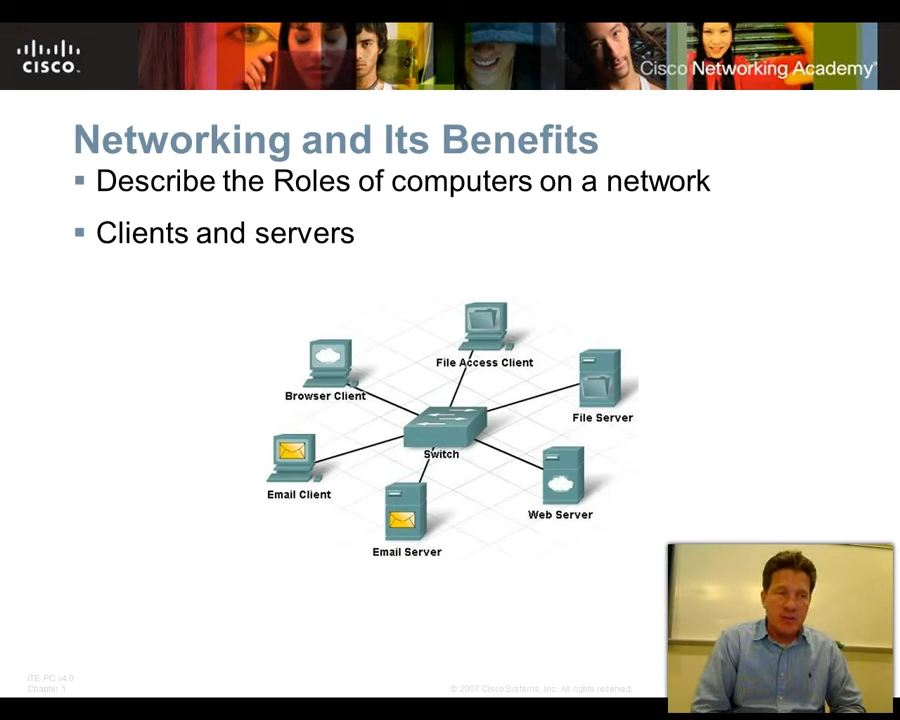 CISCO
Cisco Networking Academy®
Networking and Its Benefits
Describe the Roles of computers on a network
Clients and servers
File Access Client
Browser Client
File Server
Switch
Email Client
Web Server
Email Server
ITE PC v4.0
Chapter 1
© 2007 Cisco Systems, Inc. All rights reserved.